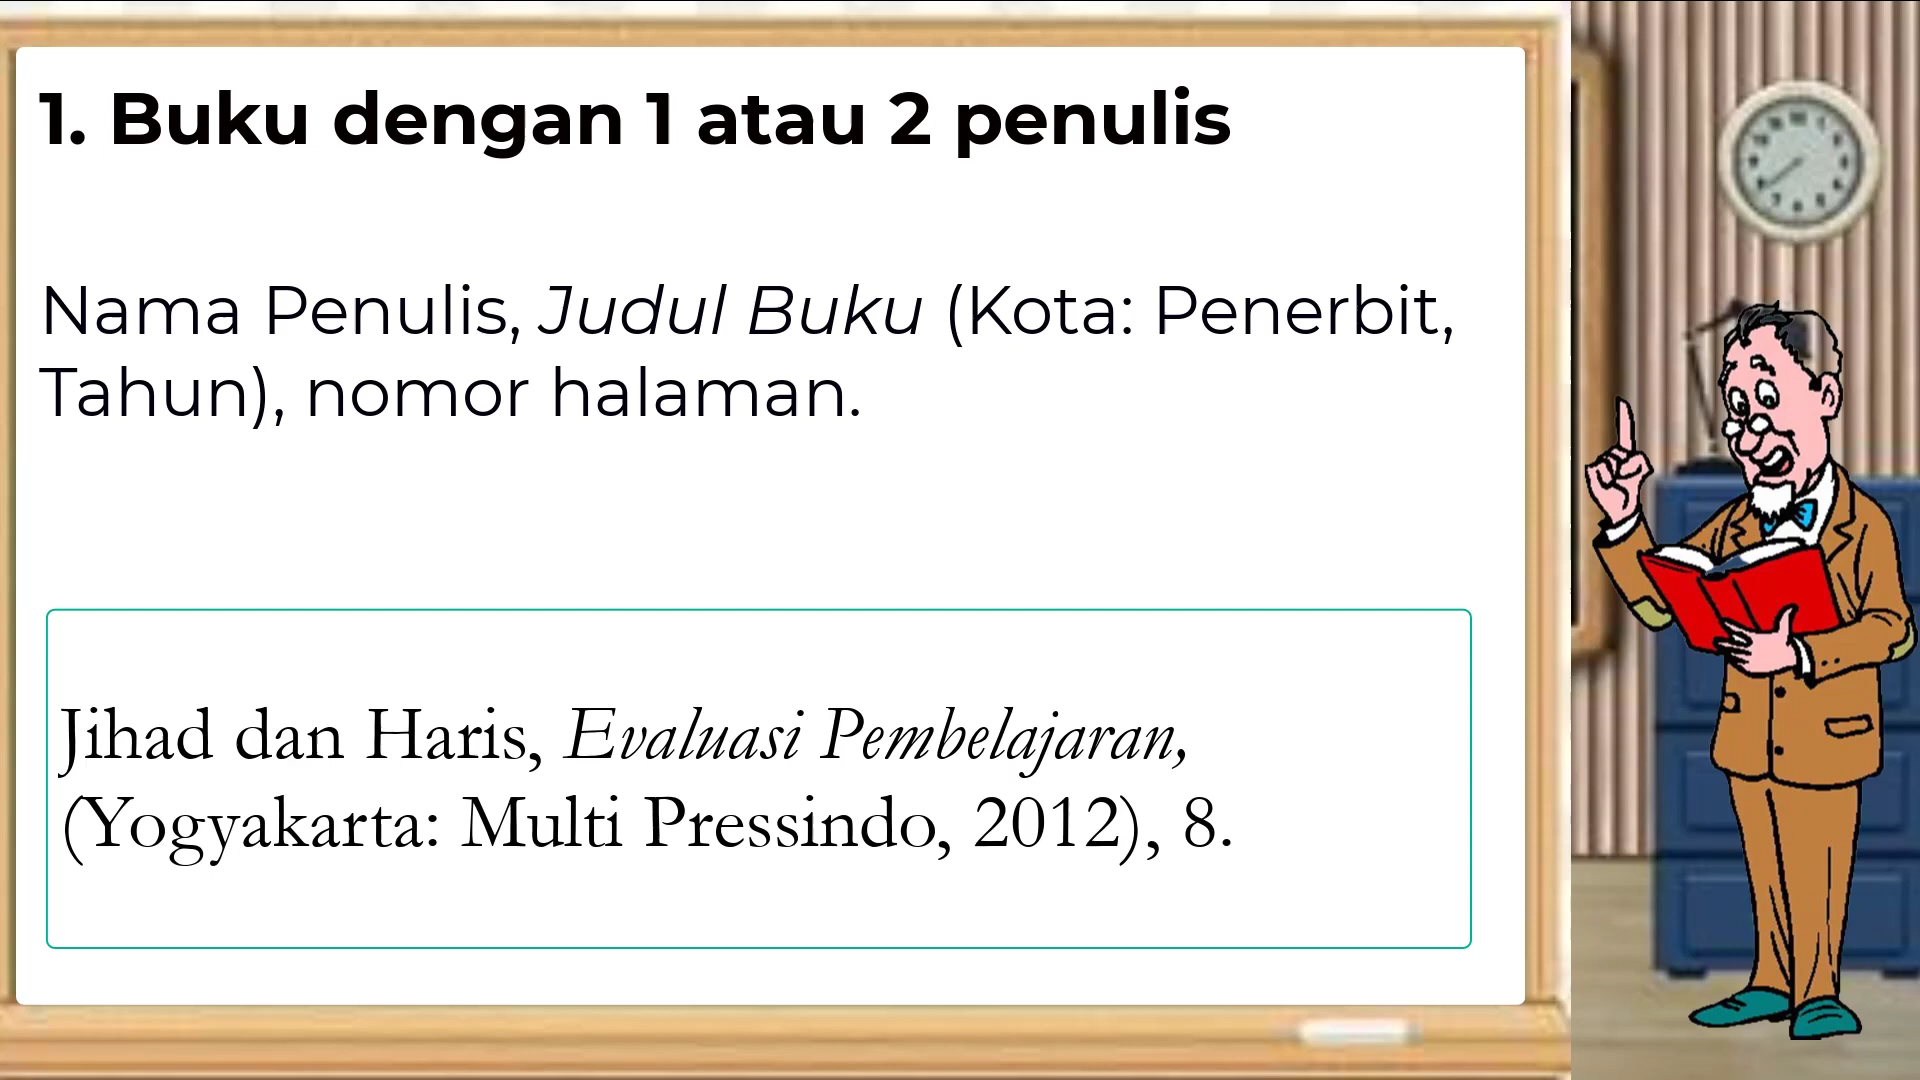 1. Buku dengan 1 atau 2 penulis
Nama Penulis, Judul Buku (Kota: Penerbit,
Tahun), nomor halaman.
Jihad dan Haris, Evaluasi Pembelajaran,
(Yogyakarta: Multi Pressindo, 2012), 8.